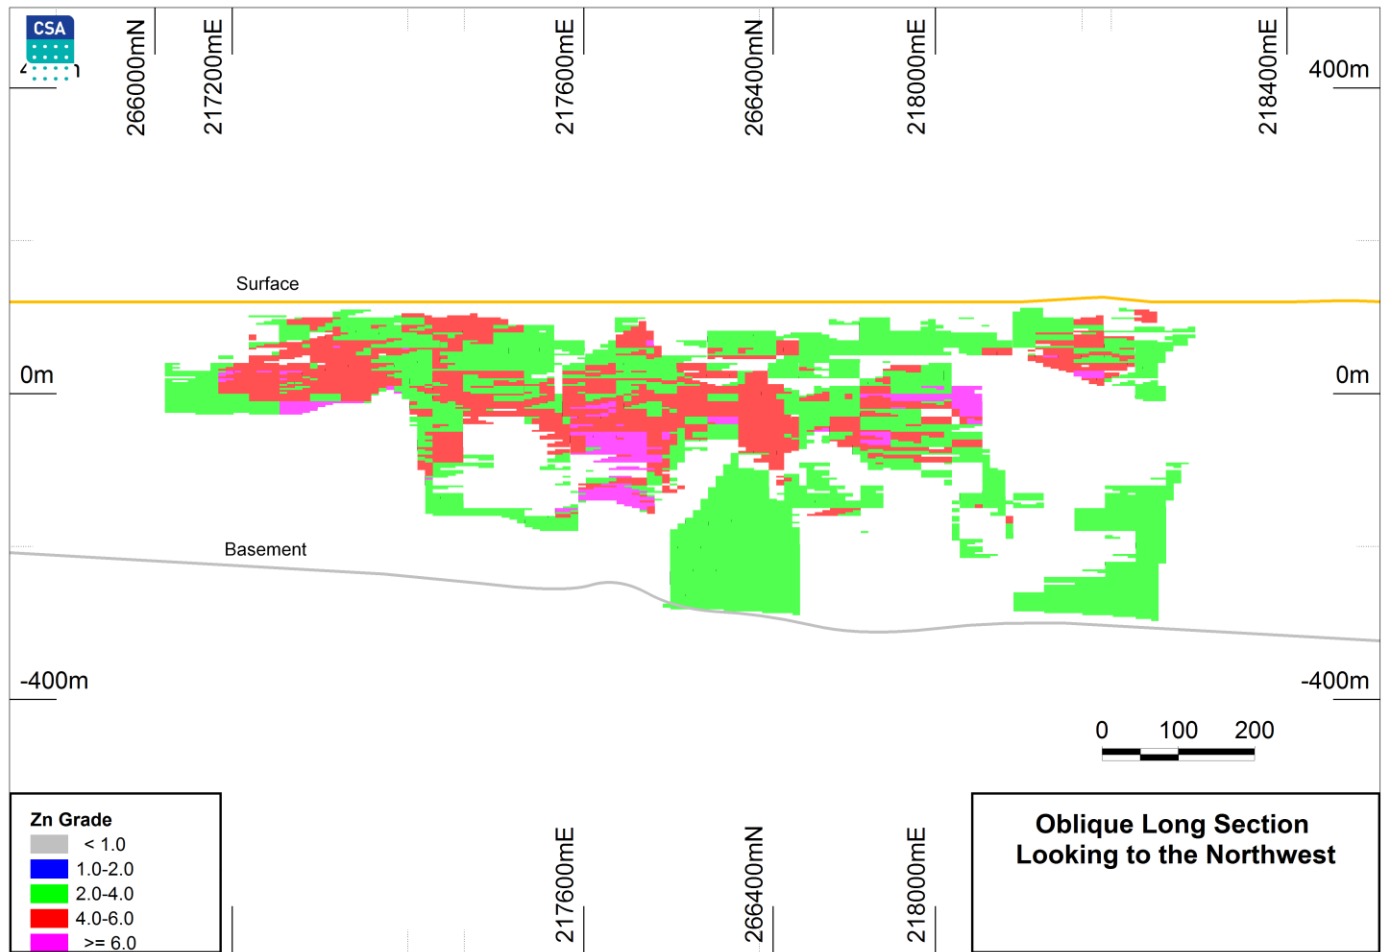 CSA
266000mN
217200mE
217600mE
266400mN
218000mE
218400mE
400m
Surface
0m
0m
Basement
-400m
-400m
0 100 200
Zn Grade
< 1.0
1.0-2.0
2.0-4.0
4.0-6.0
>= 6.0
217600mE
266400mN
218000mE
Oblique Long Section
Looking to the Northwest